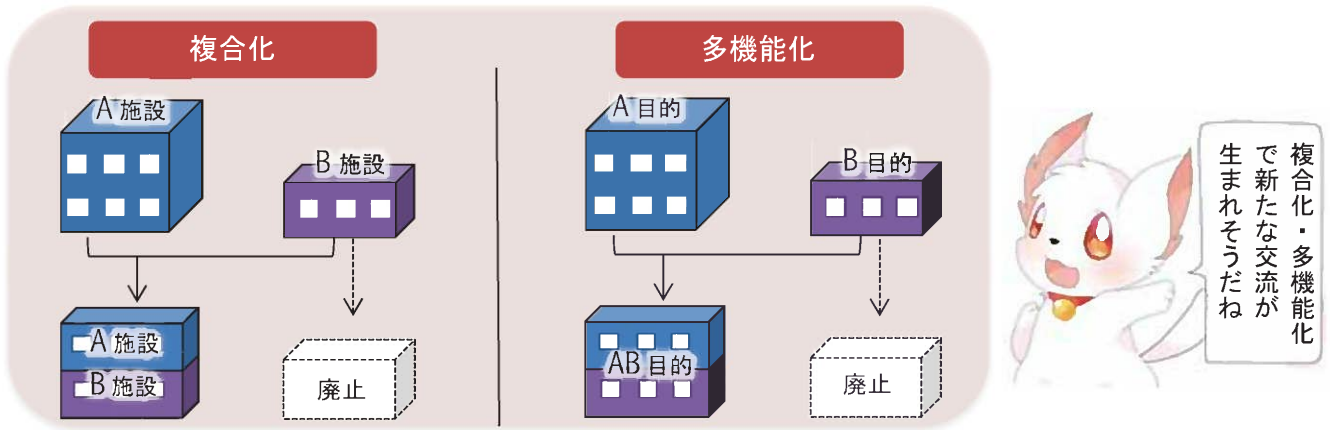 複合化
A 施設
B 施設
A 施設
B 施設
廃止
多機能化
A 目的
B 目的
AB 目的
廃止
複合化・多機能化
で新たな交流が
生まれそうだね